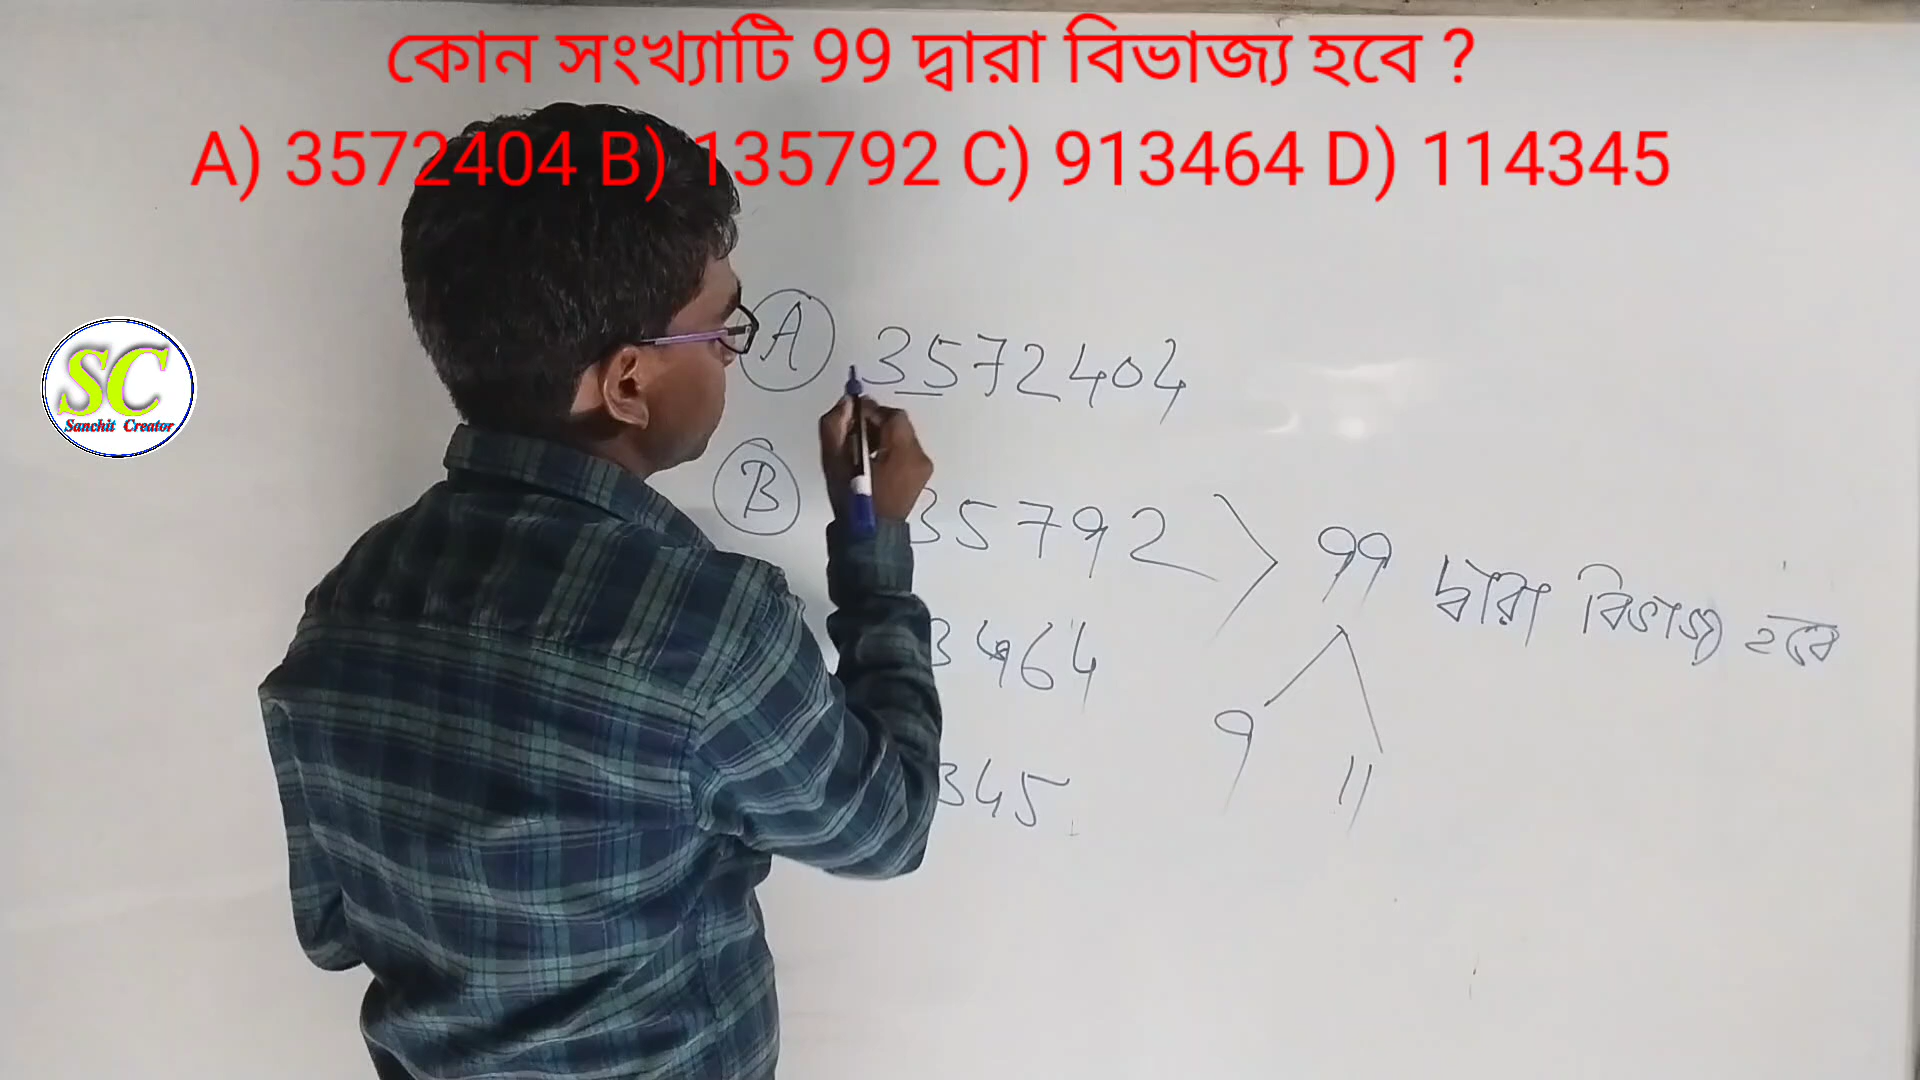 কোন সংখ্যাটি 99 দ্বারা বিভাজ্য হবে ?
A) 3572404 B) 135792 C) 913464 D) 114345
SC
Sanchit Creator
A 3572404
B 35792 99 দ্বারা বিভাজ্য হবে
3464
9 11
345